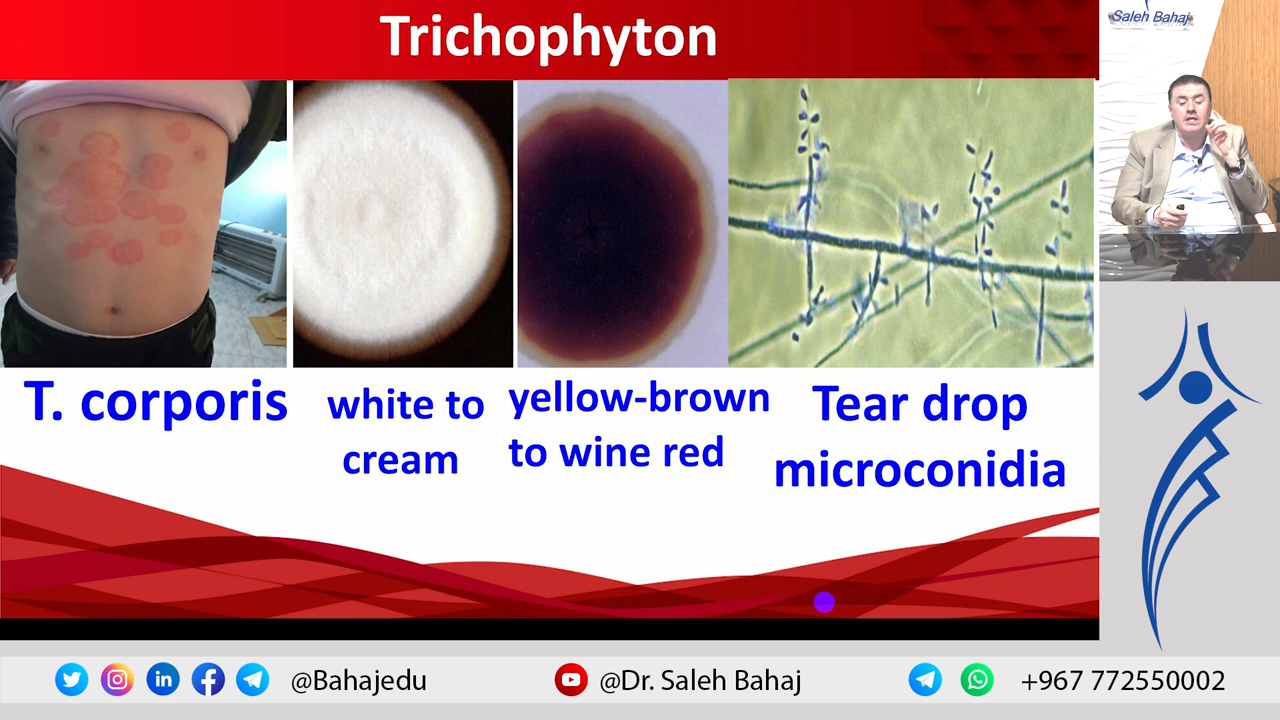 Trichophyton
Saleh Bahaj
T. corporis
white to
cream
yellow-brown
to wine red
Tear drop
microconidia
@Bahajedu
@Dr. Saleh Bahaj
+967 772550002